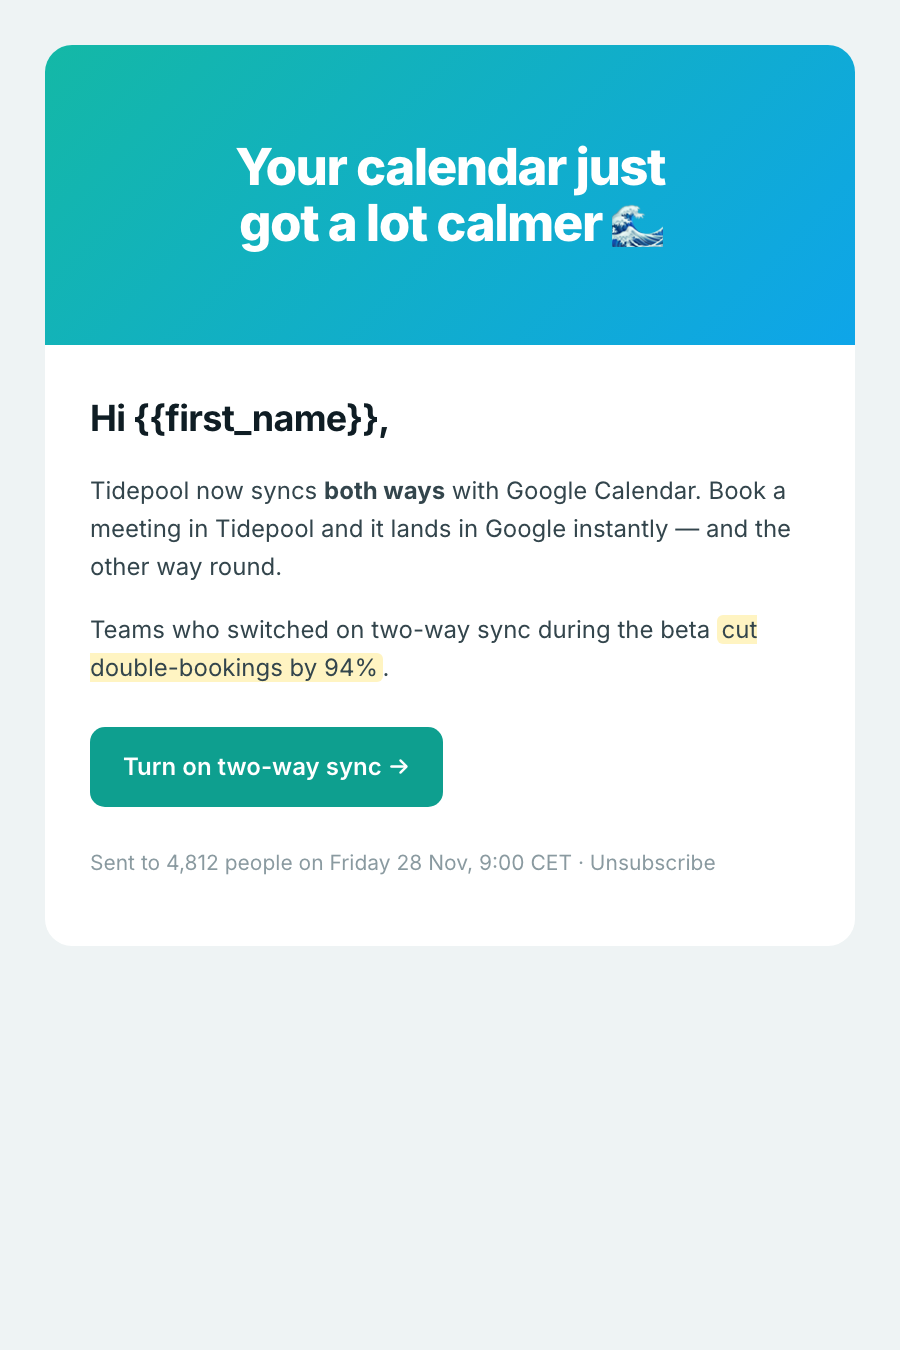 Your calendar just
got a lot calmer 🌊
Hi {{first_name}},
Tidepool now syncs both ways with Google Calendar. Book a
meeting in Tidepool and it lands in Google instantly — and the
other way round.
Teams who switched on two-way sync during the beta cut
double-bookings by 94%.
Turn on two-way sync →
Sent to 4,812 people on Friday 28 Nov, 9:00 CET · Unsubscribe